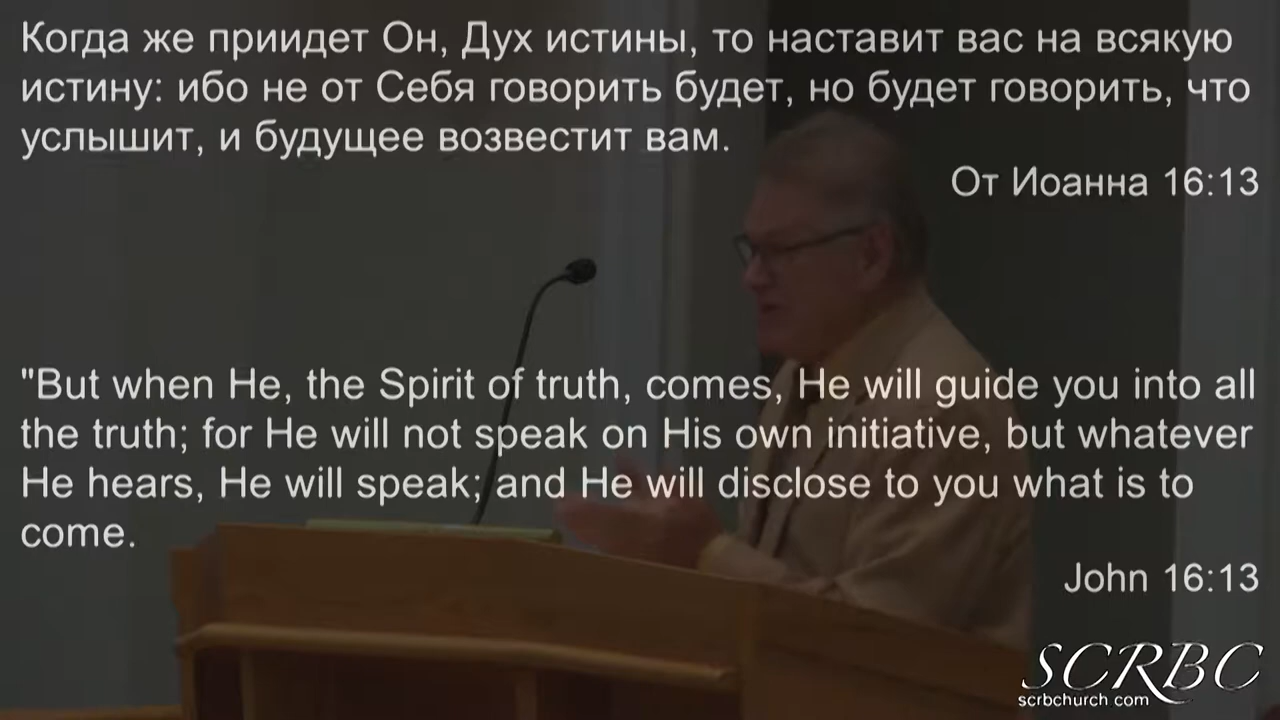 Когда же приидет Он, Дух истины, то наставит вас на всякую
истину: ибо не от Себя говорить будет, но будет говорить, что
услышит, и будущее возвестит вам.
От Иоанна 16:13
"But when He, the Spirit of truth, comes, He will guide you into all
the truth; for He will not speak on His own initiative, but whatever
He hears, He will speak; and He will disclose to you what is to
come.
John 16:13
SCRBC
scrbchurch.com